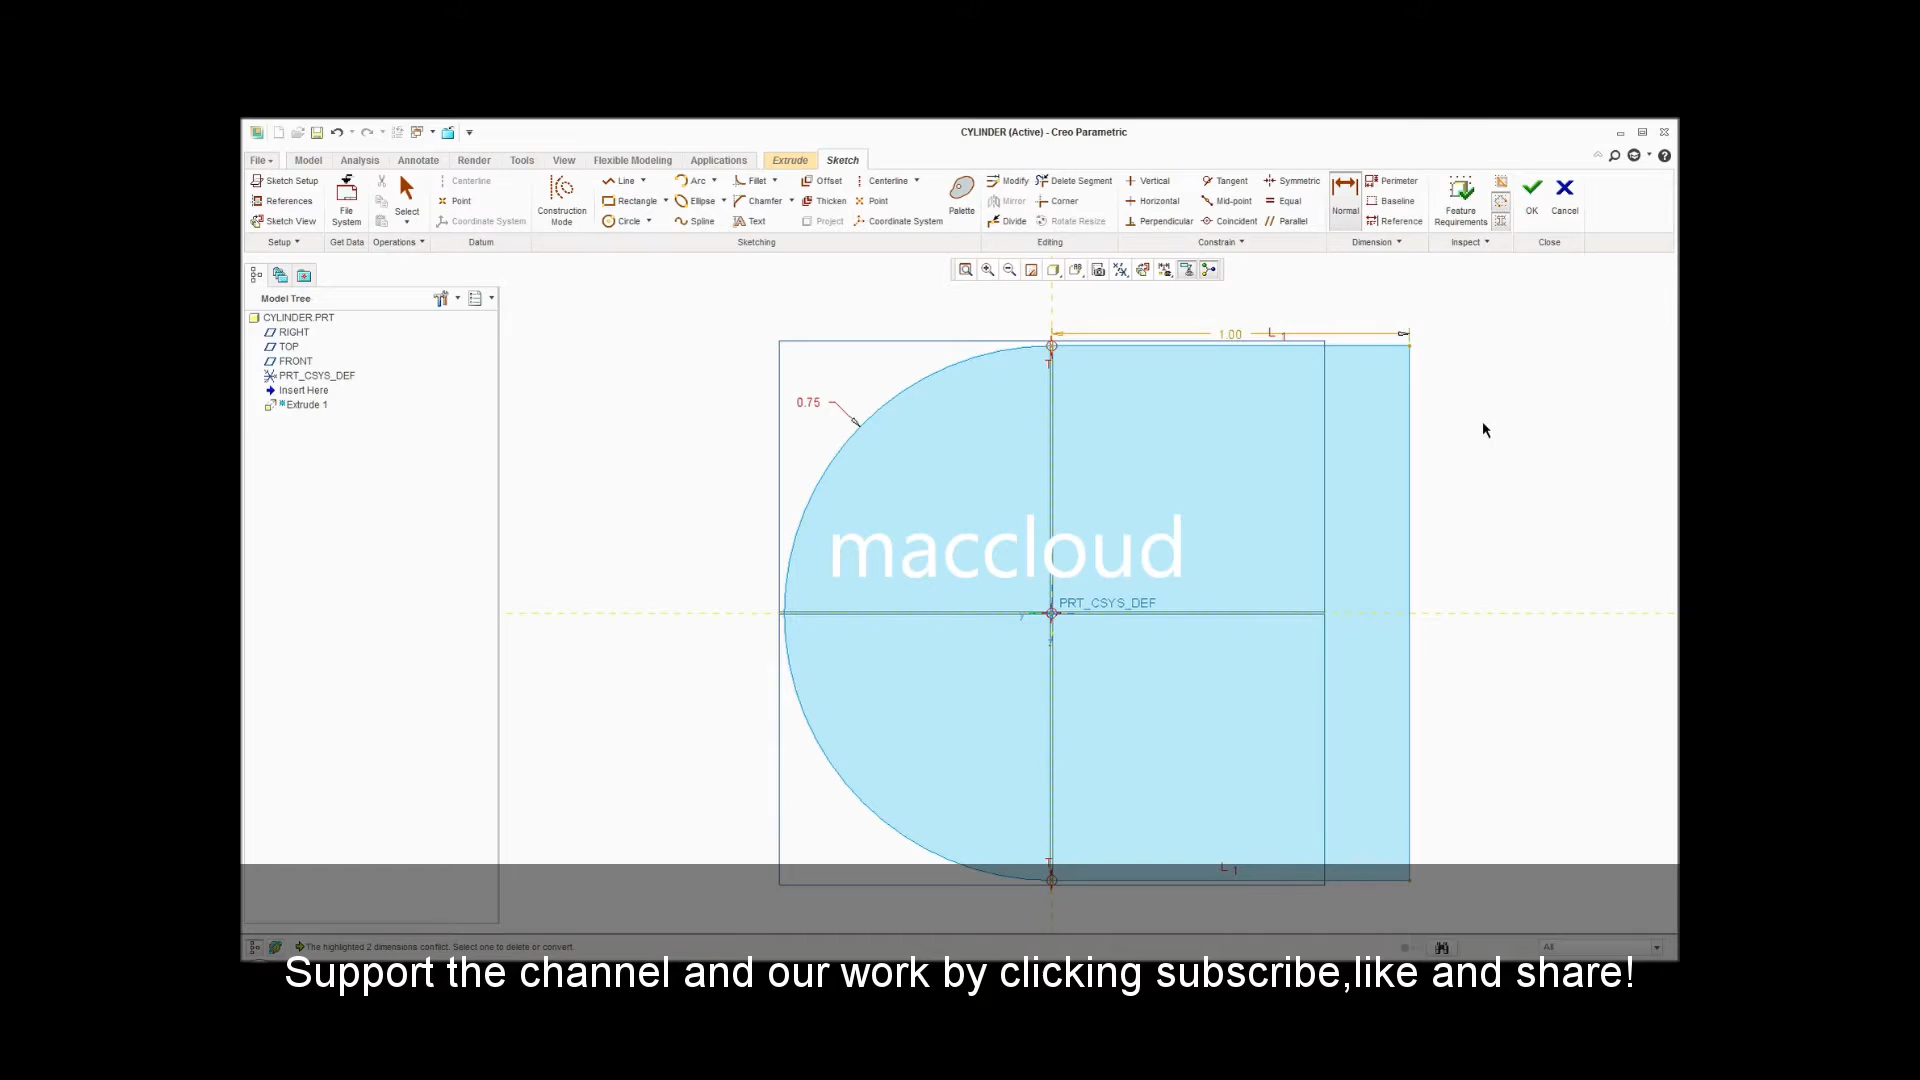 CYLINDER (Active) - Creo Parametric
File Model Analysis Annotate Render Tools View Flexible Modeling Applications Extrude Sketch
Sketch Setup Centerline Line Arc Fillet Offset Centerline Modify Delete Segment Vertical Tangent Symmetric Perimeter
References Point Rectangle Ellipse Chamfer Thicken Point Mirror Corner Horizontal Mid-point Equal Baseline
Sketch View File System Select Coordinate System Construction Mode Circle Spline Text Project Coordinate System Palette Divide Rotate Resize Perpendicular Coincident Parallel Normal Reference Feature Requirements OK Cancel
Setup Get Data Operations Datum Sketching Editing Constrain Dimension Inspect Close
Model Tree
CYLINDER.PRT
RIGHT
TOP
FRONT
PRT_CSYS_DEF
Insert Here
Extrude 1
1.00 L 1
T
0.75
maccloud
PRT_CSYS_DEF
y
T
L 1
The highlighted 2 dimensions conflict. Select one to delete or convert.
All
Support the channel and our work by clicking subscribe,like and share!